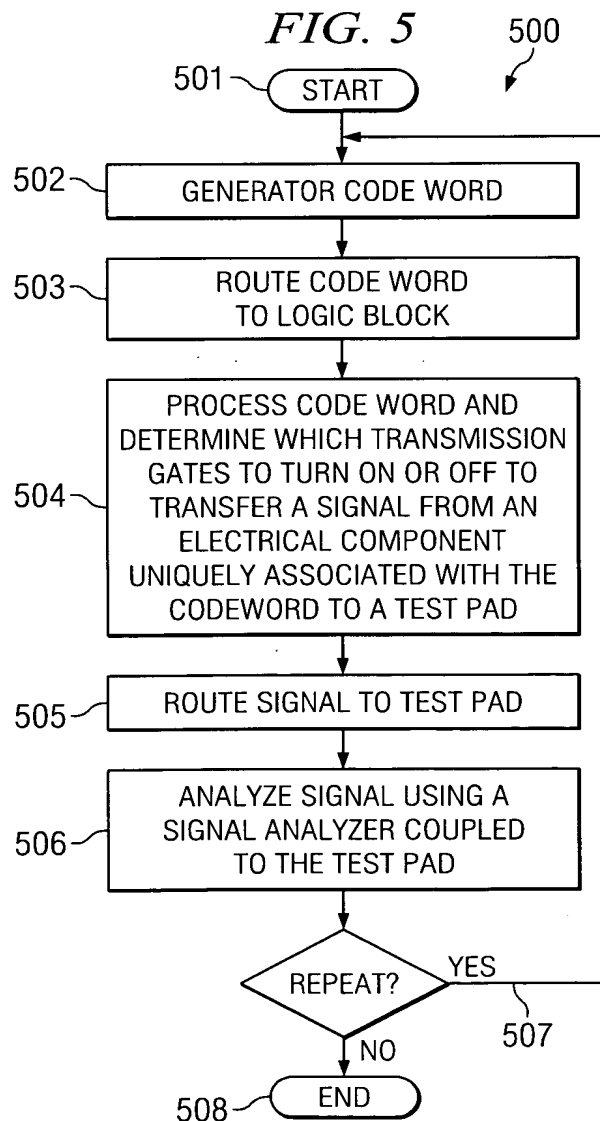 FIG. 5
500
501
START
502
GENERATOR CODE WORD
503
ROUTE CODE WORD
TO LOGIC BLOCK
504
PROCESS CODE WORD AND
DETERMINE WHICH TRANSMISSION
GATES TO TURN ON OR OFF TO
TRANSFER A SIGNAL FROM AN
ELECTRICAL COMPONENT
UNIQUELY ASSOCIATED WITH THE
CODEWORD TO A TEST PAD
505
ROUTE SIGNAL TO TEST PAD
506
ANALYZE SIGNAL USING A
SIGNAL ANALYZER COUPLED
TO THE TEST PAD
REPEAT?
YES
507
NO
508
END